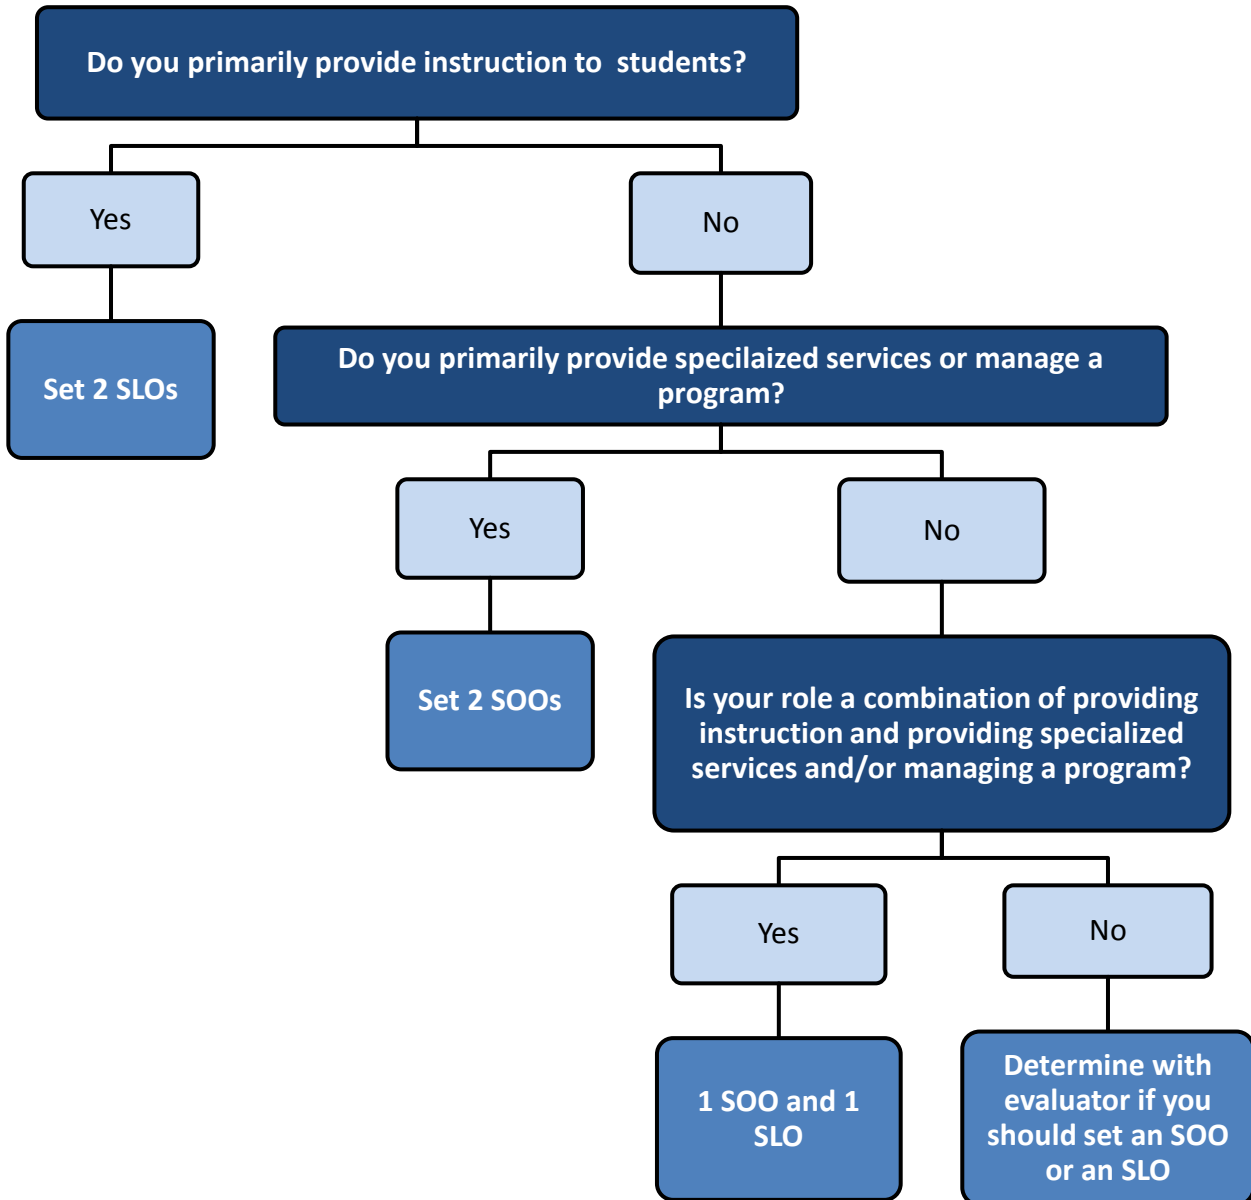 Do you primarily provide instruction to  students?
Yes
No
Set 2 SLOs
Do you primarily provide specilaized services or manage a
program?
Yes
No
Set 2 SOOs
Is your role a combination of providing
instruction and providing specialized
services and/or managing a program?
Yes
No
1 SOO and 1
SLO
Determine with
evaluator if you
should set an SOO
or an SLO